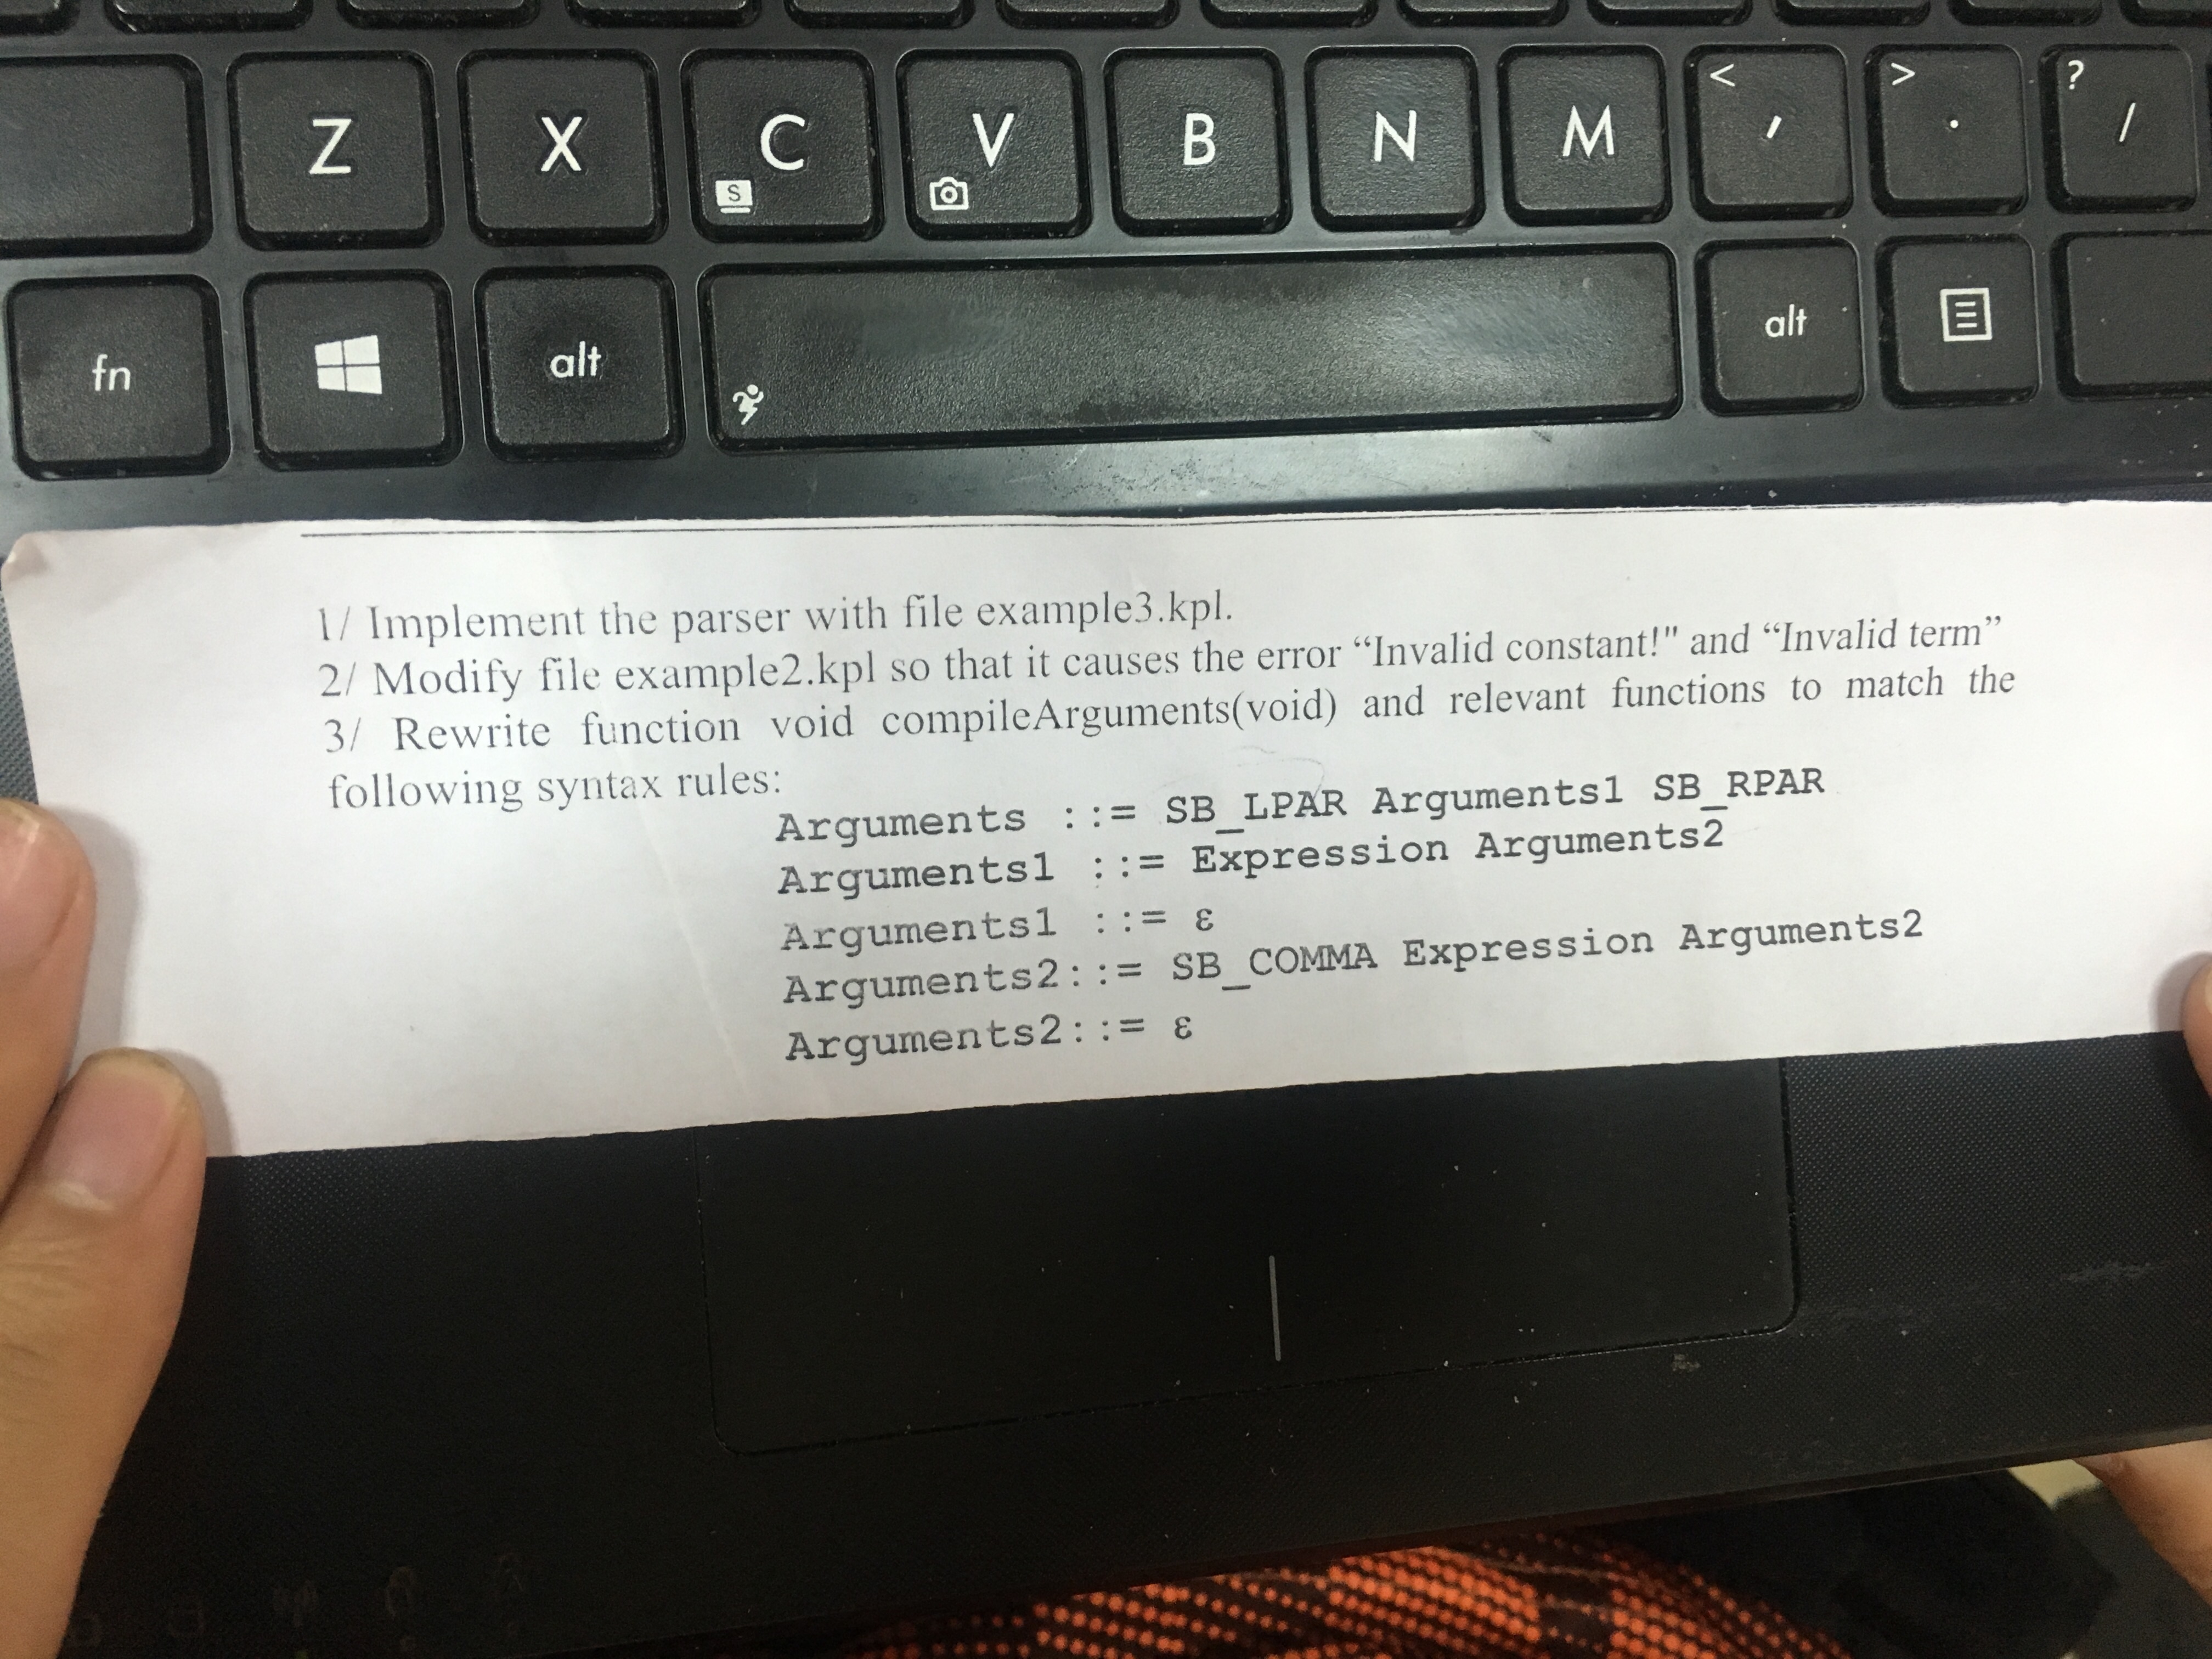 Z X C V B N M < , > . ? /
S
fn alt alt
1/ Implement the parser with file example3.kpl.
2/ Modify file example2.kpl so that it causes the error “Invalid constant!" and “Invalid term”
3/ Rewrite function void compileArguments(void) and relevant functions to match the
following syntax rules:
Arguments ::= SB_LPAR Arguments1 SB_RPAR
Arguments1 ::= Expression Arguments2
Arguments1 ::= ε
Arguments2::= SB_COMMA Expression Arguments2
Arguments2::= ε